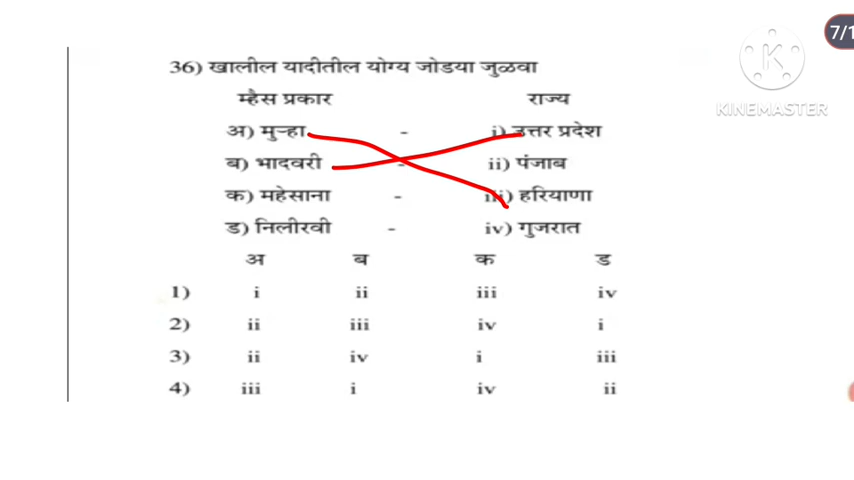 7/1
KINEMASTER
36) खालील यादीतील योग्य जोडया जुळवा
म्हैस प्रकार राज्य
अ) मुऱ्हा - i) उत्तर प्रदेश
ब) भादवरी - ii) पंजाब
क) महेसाना - iii) हरियाणा
ड) निलीरवी - iv) गुजरात
अ ब क ड
1) i ii iii iv
2) ii iii iv i
3) ii iv i iii
4) iii i iv ii